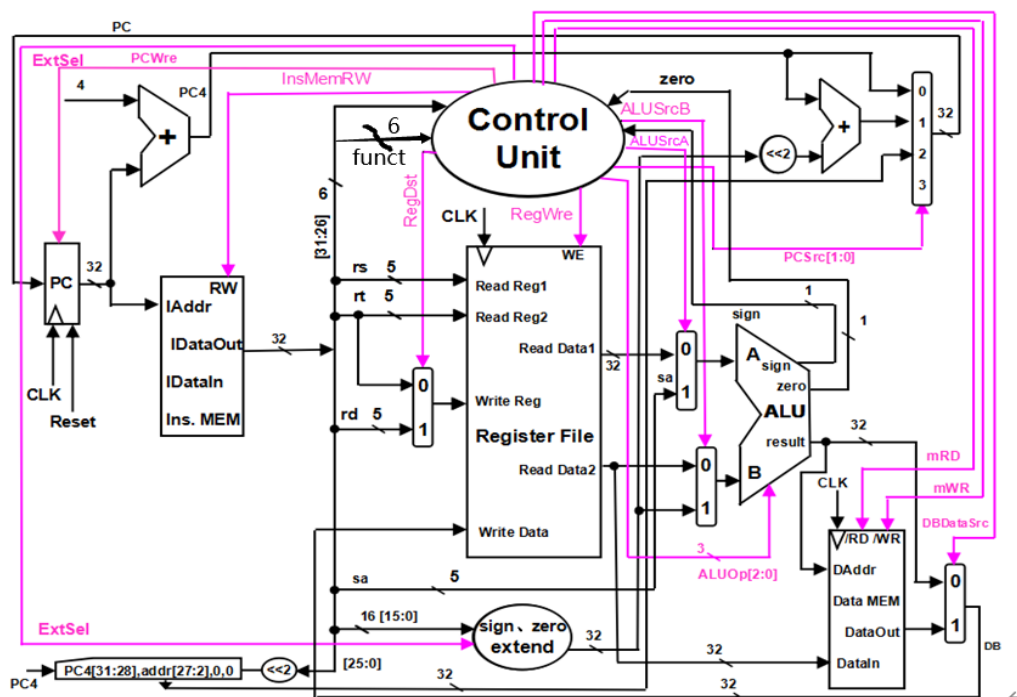 PC
ExtSel
PCWre
zero
4
PC4
InsMemRW
Control
Unit
6
funct
ALUSrcB
ALUSrcA
+
+
<<2
0
1
2
3
32
6
[31:26]
RegDst
CLK
RegWre
PCSrc[1:0]
PC
32
RW
IAddr
IDataOut
IDataIn
Ins. MEM
32
CLK
Reset
rs
5
rt
5
rd
5
0
1
WE
Read Reg1
Read Reg2
Read Data1
Write Reg
Register File
Read Data2
Write Data
32
sa
0
1
0
1
sign
1
1
A
sign
zero
ALU
result
B
32
3
ALUOp[2:0]
mRD
mWR
CLK
DBDataSrc
/RD /WR
DAddr
Data MEM
DataOut
DataIn
0
1
DB
sa
5
16 [15:0]
ExtSel
sign、zero
extend
32
32
[25:0]
<<2
PC4[31:28],addr[27:2],0,0
PC4
32
32